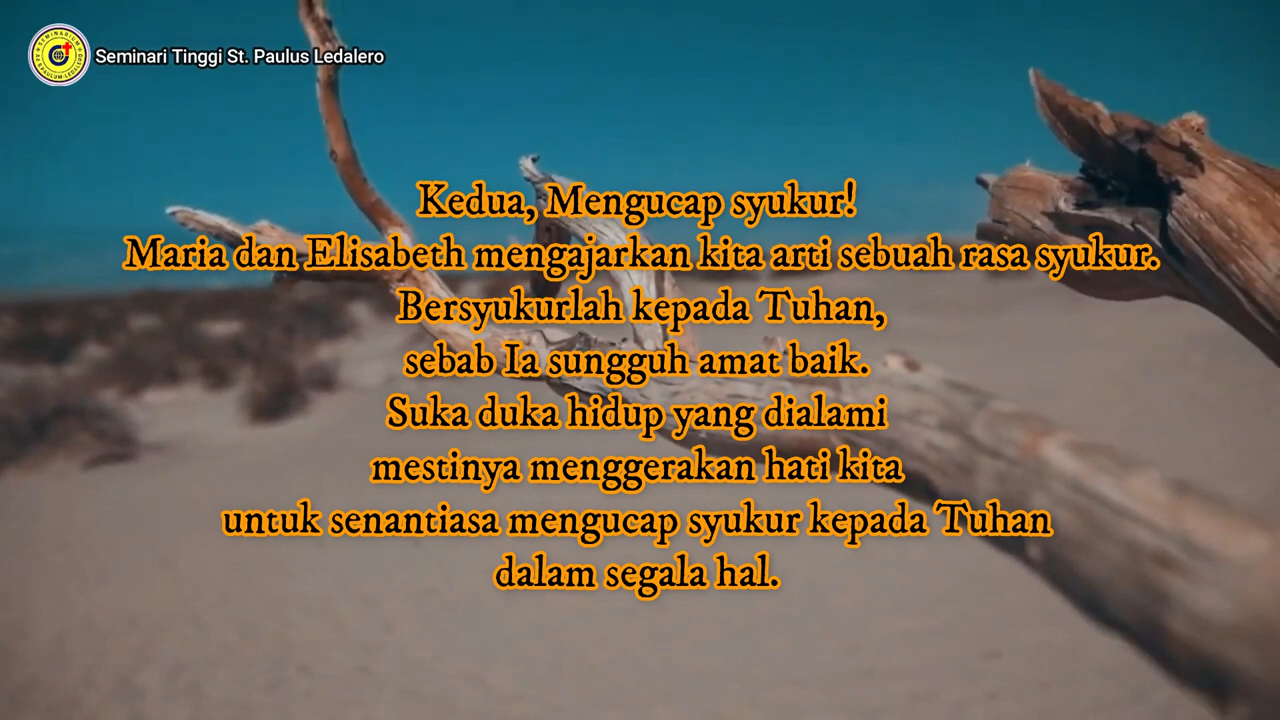 Seminari Tinggi St. Paulus Ledalero
Kedua, Mengucap syukur!
Maria dan Elisabeth mengajarkan kita arti sebuah rasa syukur.
Bersyukurlah kepada Tuhan,
sebab Ia sungguh amat baik.
Suka duka hidup yang dialami
mestinya menggerakan hati kita
untuk senantiasa mengucap syukur kepada Tuhan
dalam segala hal.